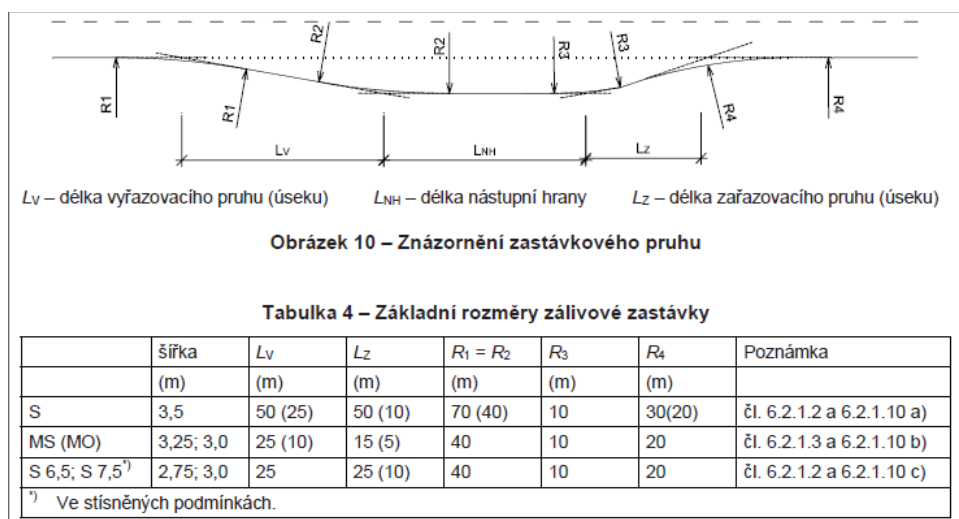 R1 R1 R2 R2 R3 R3 R4 R4
LV LNH LZ
LV – délka vyřazovacího pruhu (úseku) LNH – délka nástupní hrany LZ – délka zařazovacího pruhu (úseku)
Obrázek 10 – Znázornění zastávkového pruhu
Tabulka 4 – Základní rozměry zálivové zastávky
šířka LV LZ R1 = R2 R3 R4 Poznámka
(m) (m) (m) (m) (m) (m)
S 3,5 50 (25) 50 (10) 70 (40) 10 30(20) čl. 6.2.1.2 a 6.2.1.10 a)
MS (MO) 3,25; 3,0 25 (10) 15 (5) 40 10 20 čl. 6.2.1.3 a 6.2.1.10 b)
S 6,5; S 7,5*) 2,75; 3,0 25 25 (10) 40 10 20 čl. 6.2.1.2 a 6.2.1.10 c)
*) Ve stísněných podmínkách.